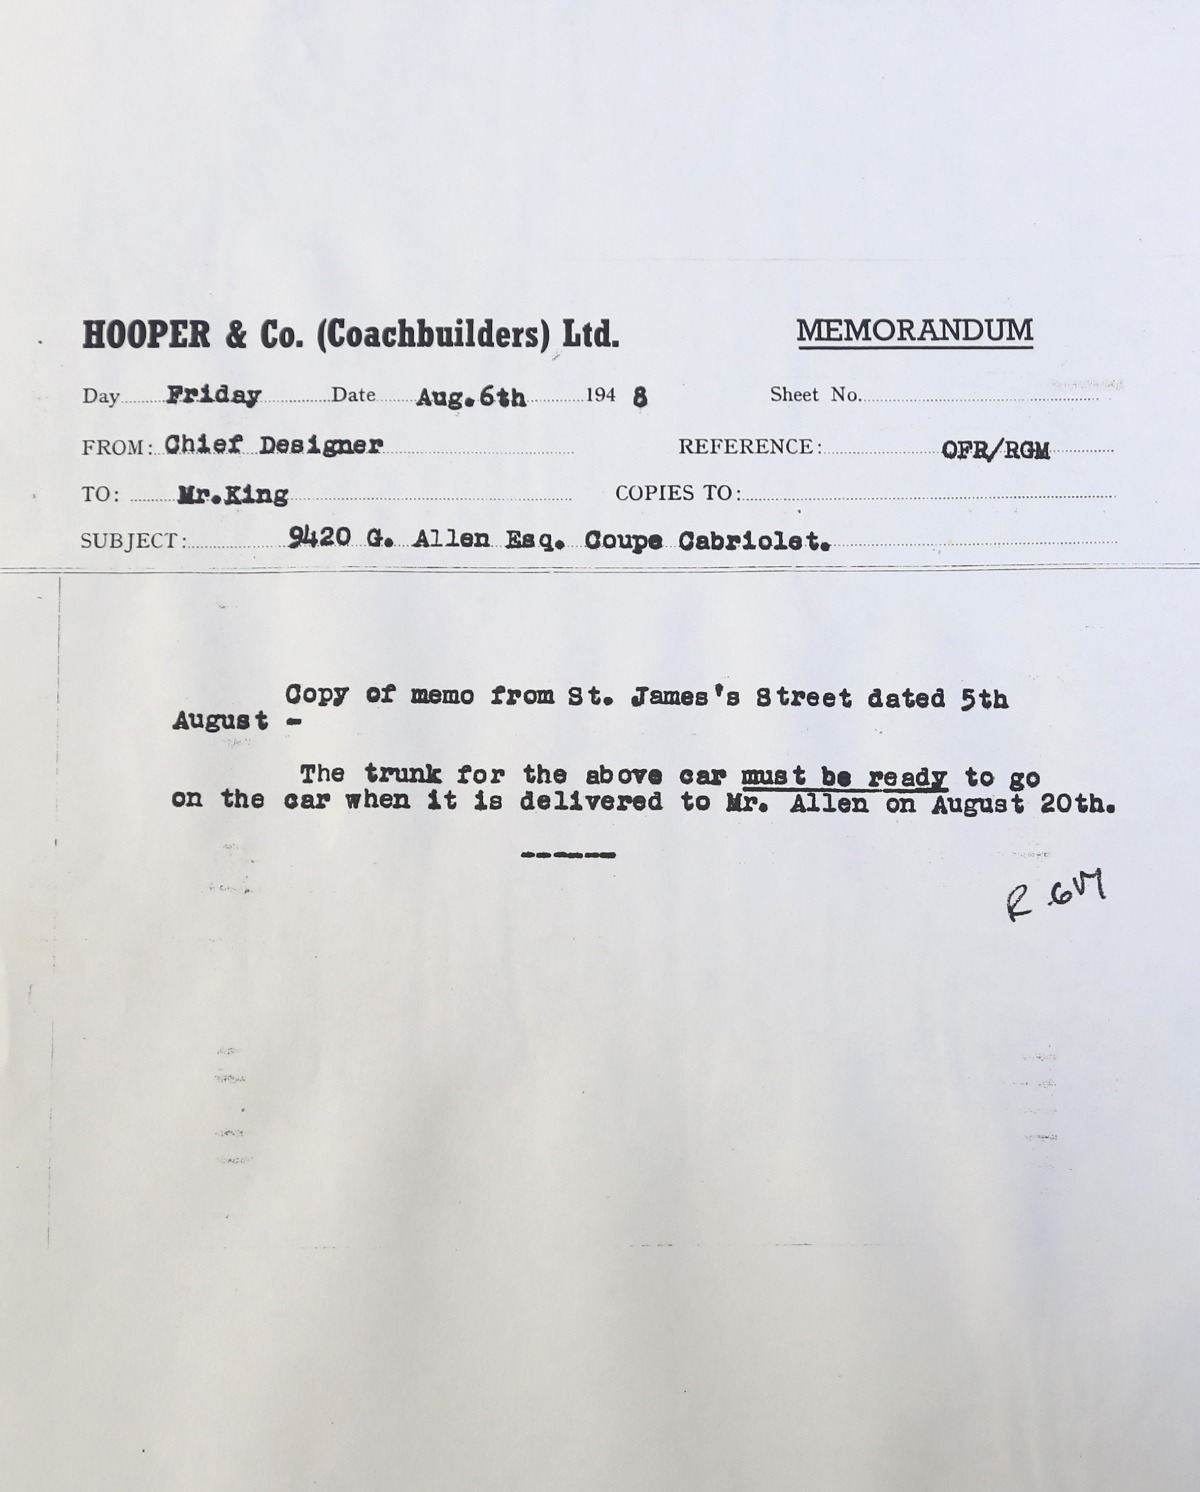 HOOPER & Co. (Coachbuilders) Ltd. MEMORANDUM
Day Friday Date Aug.6th 194 8 Sheet No.
FROM: Chief Designer REFERENCE: OFR/RGM
TO: Mr.King COPIES TO:
SUBJECT: 9420 G. Allen Esq. Coupe Cabriolet.
Copy of memo from St. James's Street dated 5th
August -
The trunk for the above car must be ready to go
on the car when it is delivered to Mr. Allen on August 20th.
------
RGM